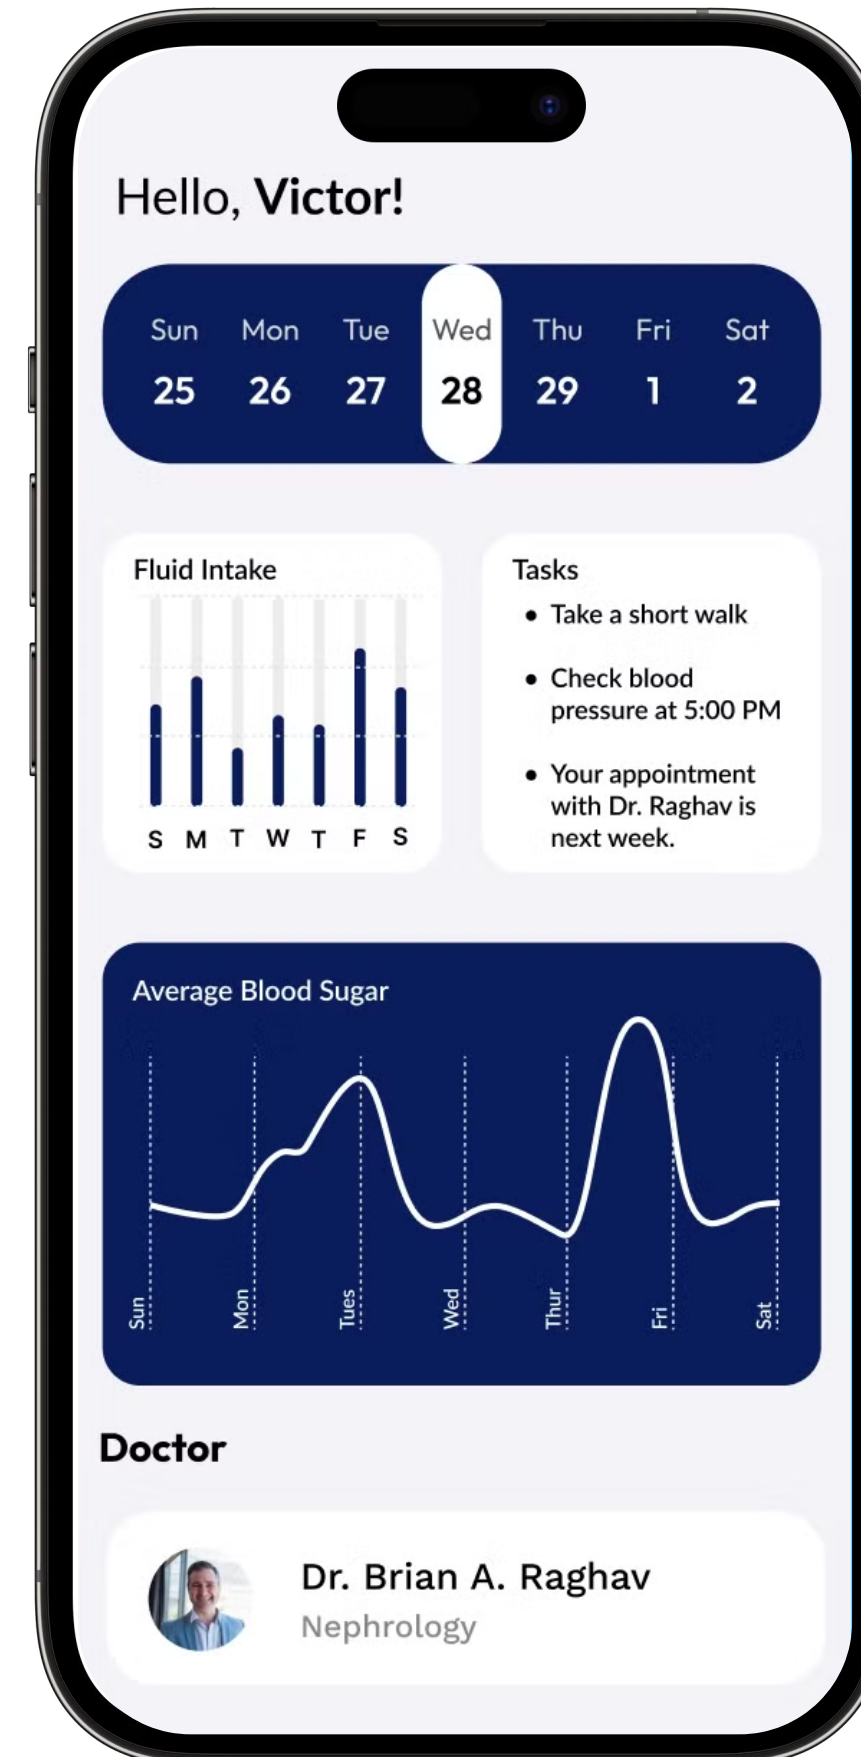 Hello, Victor!
Sun Mon Tue Wed Thu Fri Sat
25 26 27 28 29 1 2
Fluid Intake
S M T W T F S
Tasks
• Take a short walk
• Check blood
pressure at 5:00 PM
• Your appointment
with Dr. Raghav is
next week.
Average Blood Sugar
Sun Mon Tues Wed Thur Fri Sat
Doctor
Dr. Brian A. Raghav
Nephrology